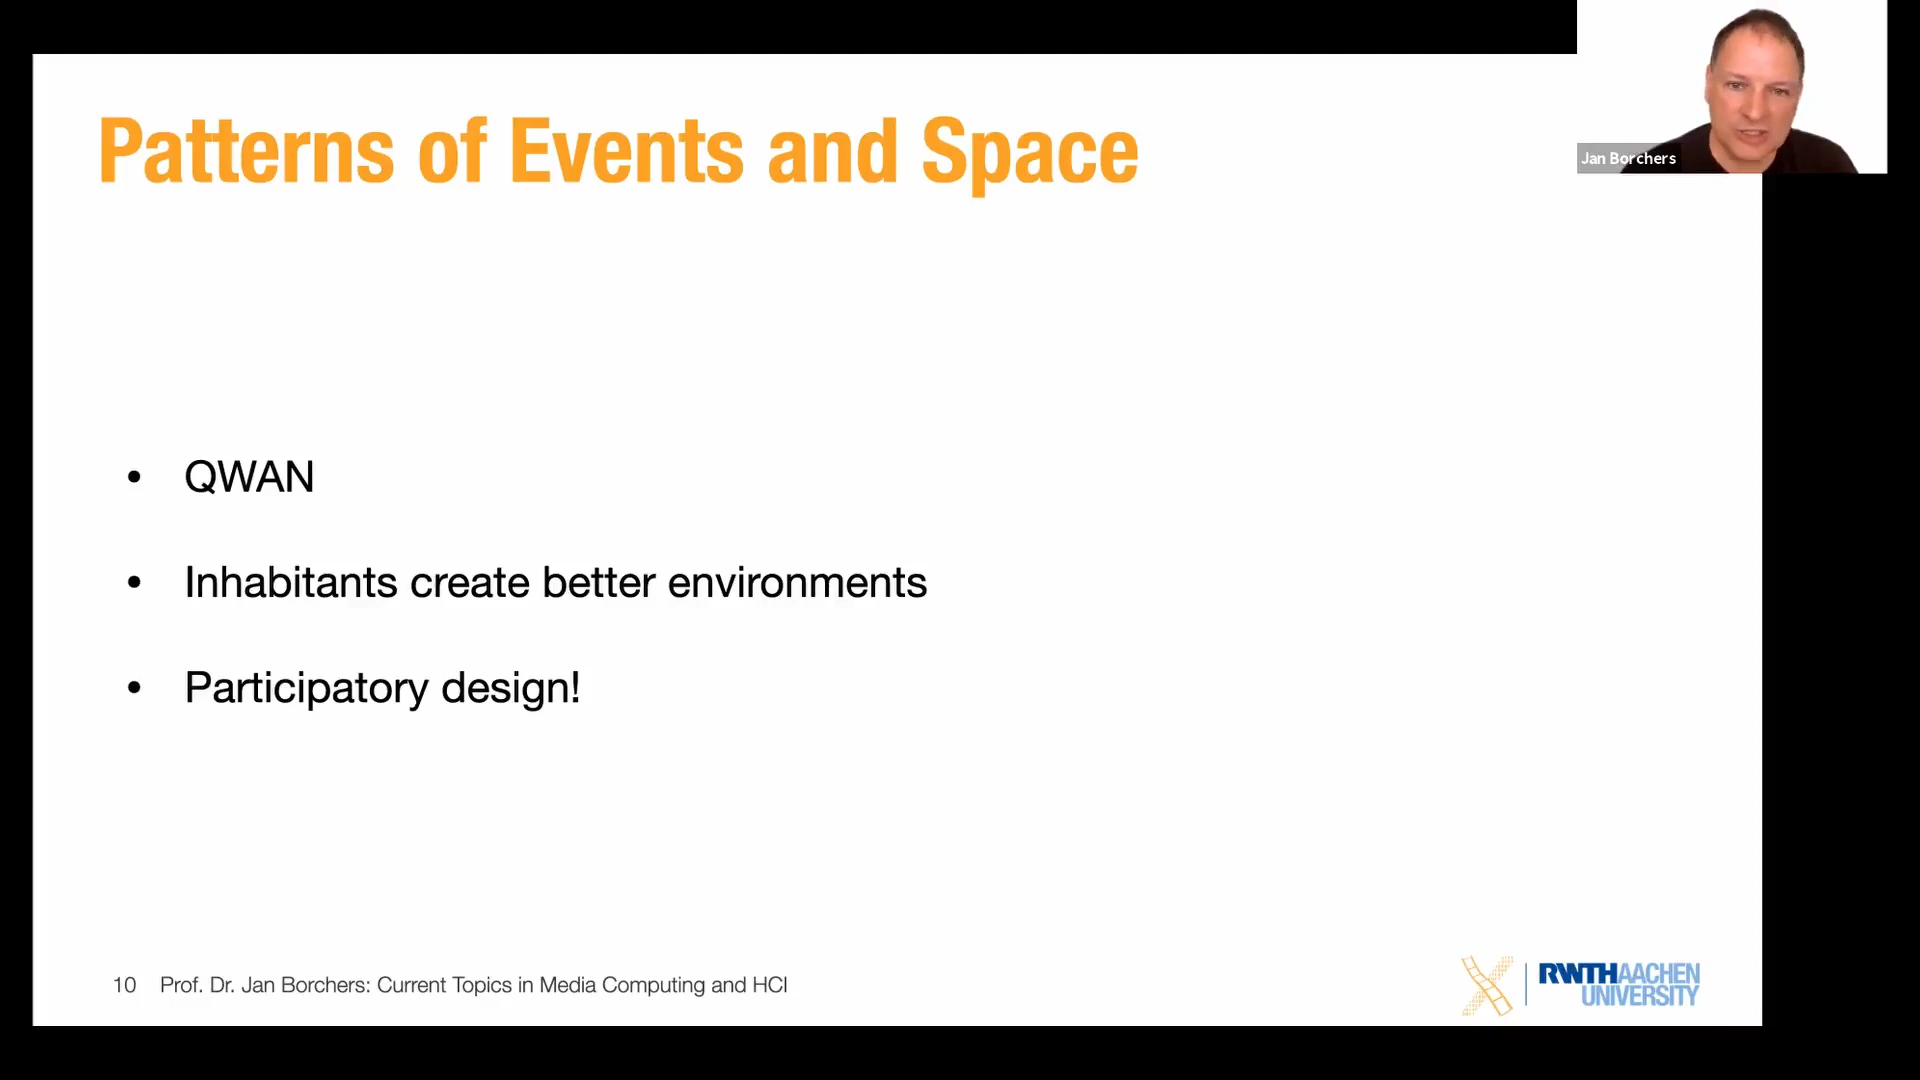 Patterns of Events and Space
Jan Borchers
• QWAN
• Inhabitants create better environments
• Participatory design!
10 Prof. Dr. Jan Borchers: Current Topics in Media Computing and HCI
RWTHAACHEN
UNIVERSITY